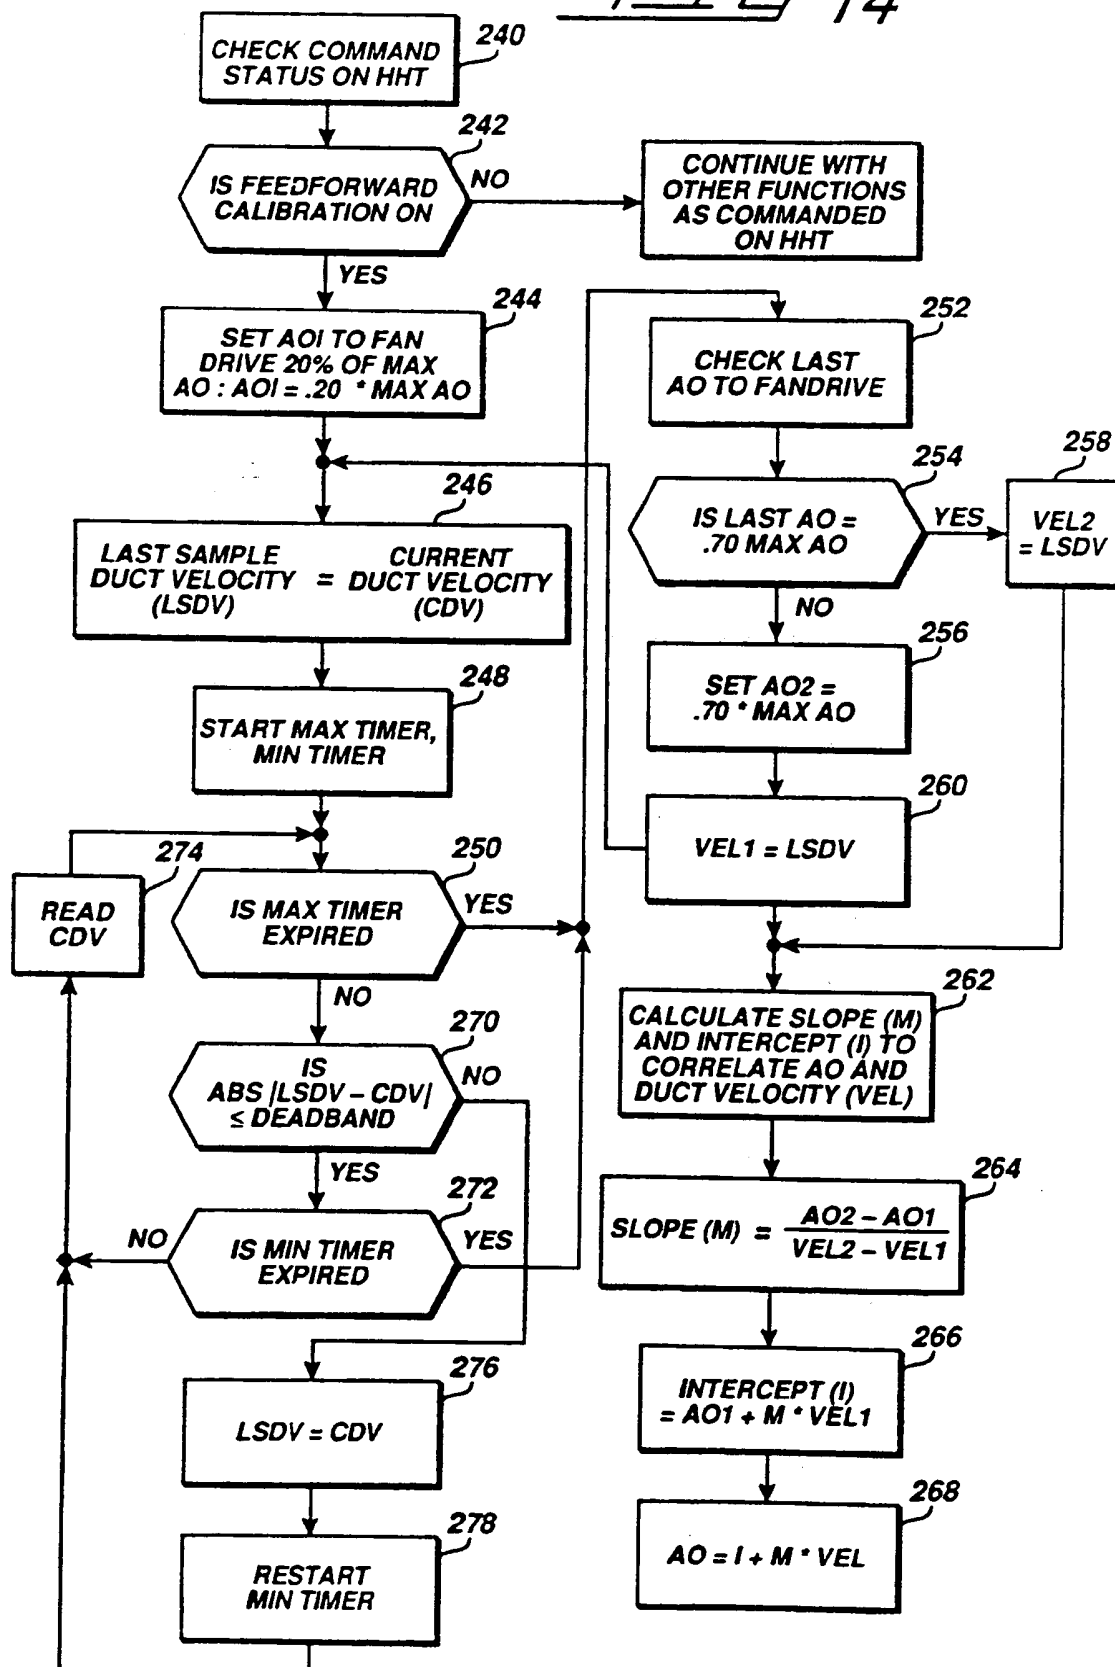 14
CHECK COMMAND
STATUS ON HHT
240
242
IS FEEDFORWARD
CALIBRATION ON
NO
YES
CONTINUE WITH
OTHER FUNCTIONS
AS COMMANDED
ON HHT
244
SET AOI TO FAN
DRIVE 20% OF MAX
AO : AOI = .20 * MAX AO
246
LAST SAMPLE
DUCT VELOCITY
(LSDV)
=
CURRENT
DUCT VELOCITY
(CDV)
248
START MAX TIMER,
MIN TIMER
274
READ
CDV
250
IS MAX TIMER
EXPIRED
YES
NO
270
IS
ABS |LSDV – CDV|
≤ DEADBAND
NO
YES
272
IS MIN TIMER
EXPIRED
NO
YES
276
LSDV = CDV
278
RESTART
MIN TIMER
252
CHECK LAST
AO TO FANDRIVE
254
IS LAST AO =
.70 MAX AO
YES
NO
258
VEL2
= LSDV
256
SET AO2 =
.70 * MAX AO
260
VEL1 = LSDV
262
CALCULATE SLOPE (M)
AND INTERCEPT (I) TO
CORRELATE AO AND
DUCT VELOCITY (VEL)
264
SLOPE (M) =
AO2 – AO1
VEL2 – VEL1
266
INTERCEPT (I)
= AO1 + M * VEL1
268
AO = I + M * VEL